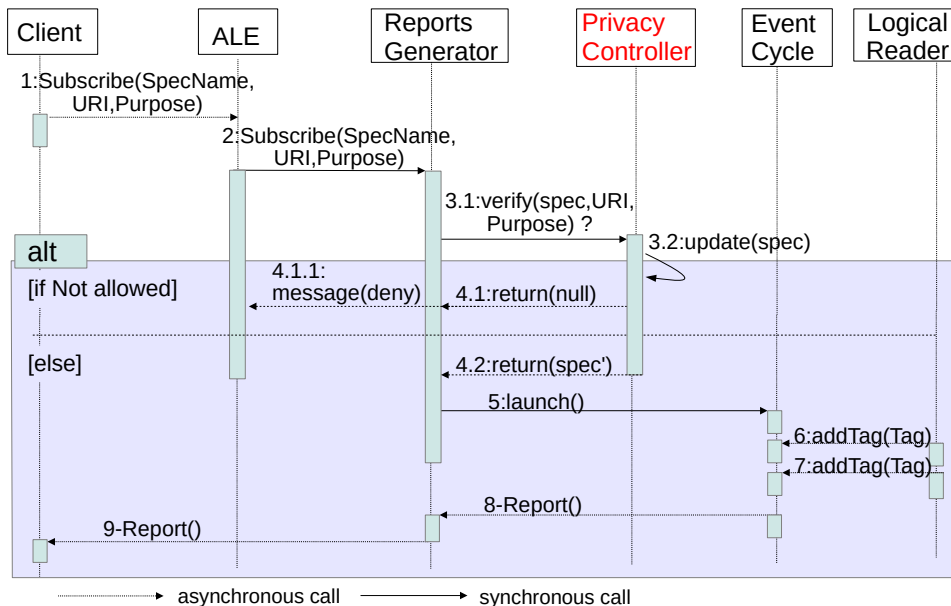 Client
ALE
Reports
Generator
Privacy
Controller
Event
Cycle
Logical
Reader
1:Subscribe(SpecName,
URI,Purpose)
2:Subscribe(SpecName,
URI,Purpose)
3.1:verify(spec,URI,
Purpose) ?
3.2:update(spec)
alt
[if Not allowed]
4.1.1:
message(deny)
4.1:return(null)
[else]
4.2:return(spec')
5:launch()
6:addTag(Tag)
7:addTag(Tag)
8-Report()
9-Report()
asynchronous call
synchronous call